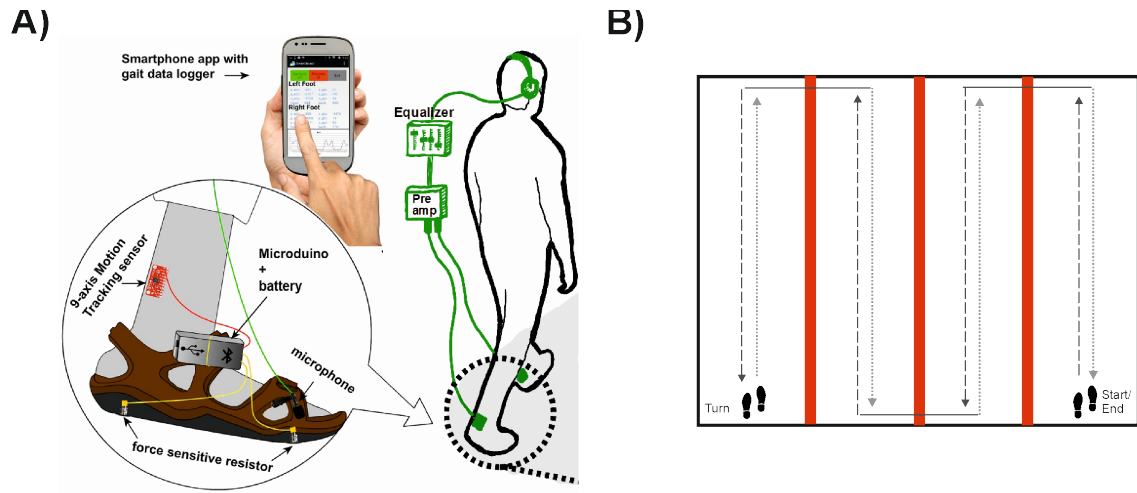 A)
B)
Smartphone app with
gait data logger
Left Foot
Right Foot
Equalizer
Pre
amp
9-axis Motion
Tracking sensor
Microduino
+
battery
microphone
force sensitive resistor
Turn
Start/
End